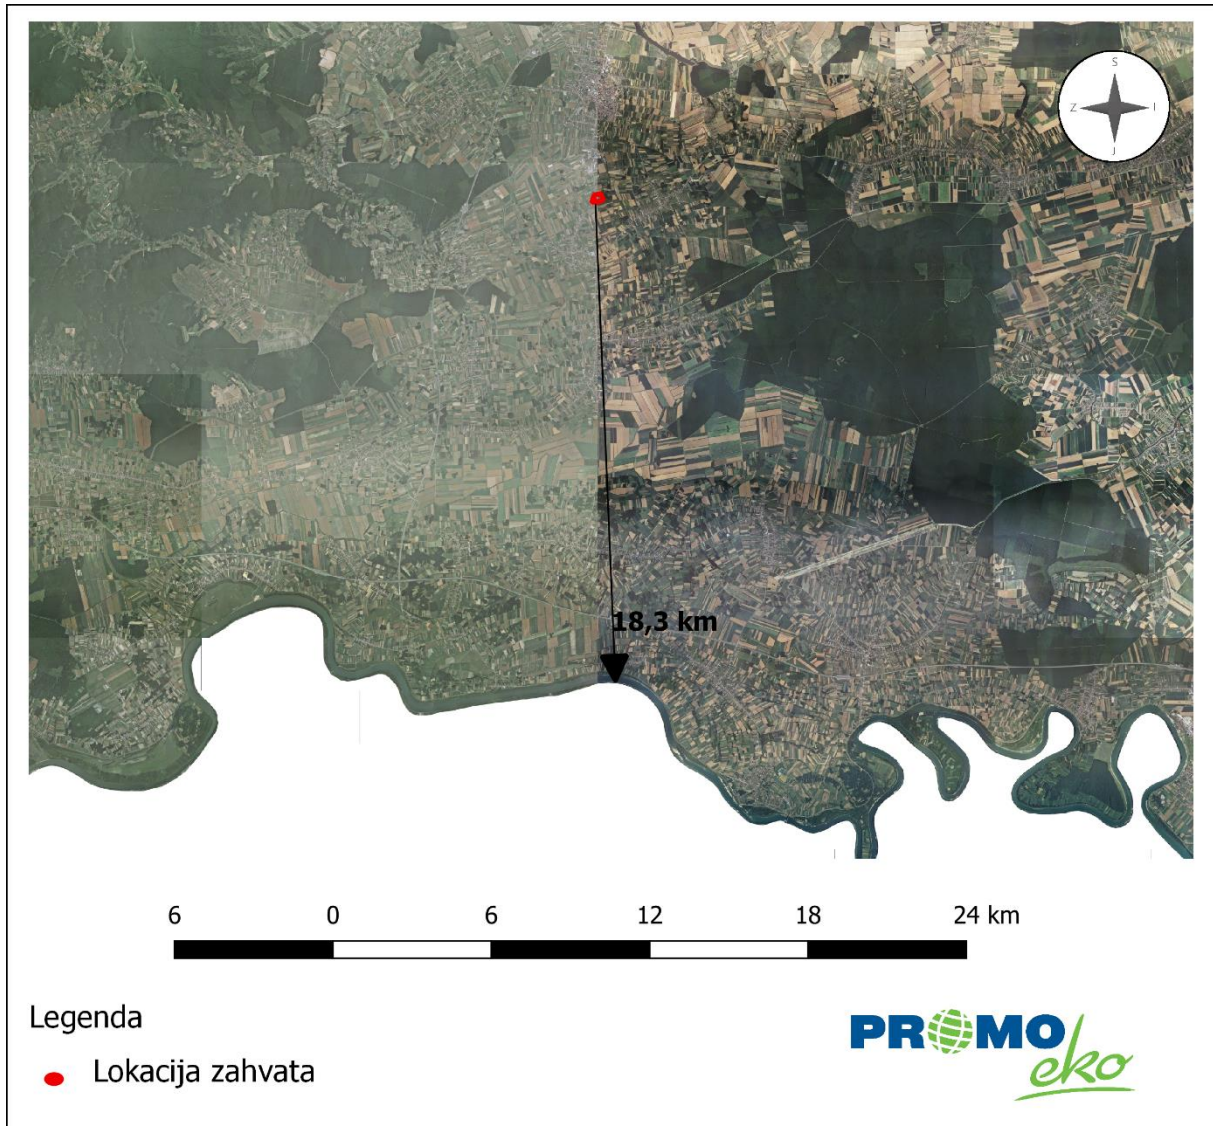 S
Z I
J
18,3 km
6 0 6 12 18 24 km
Legenda
Lokacija zahvata
PROMO
eko